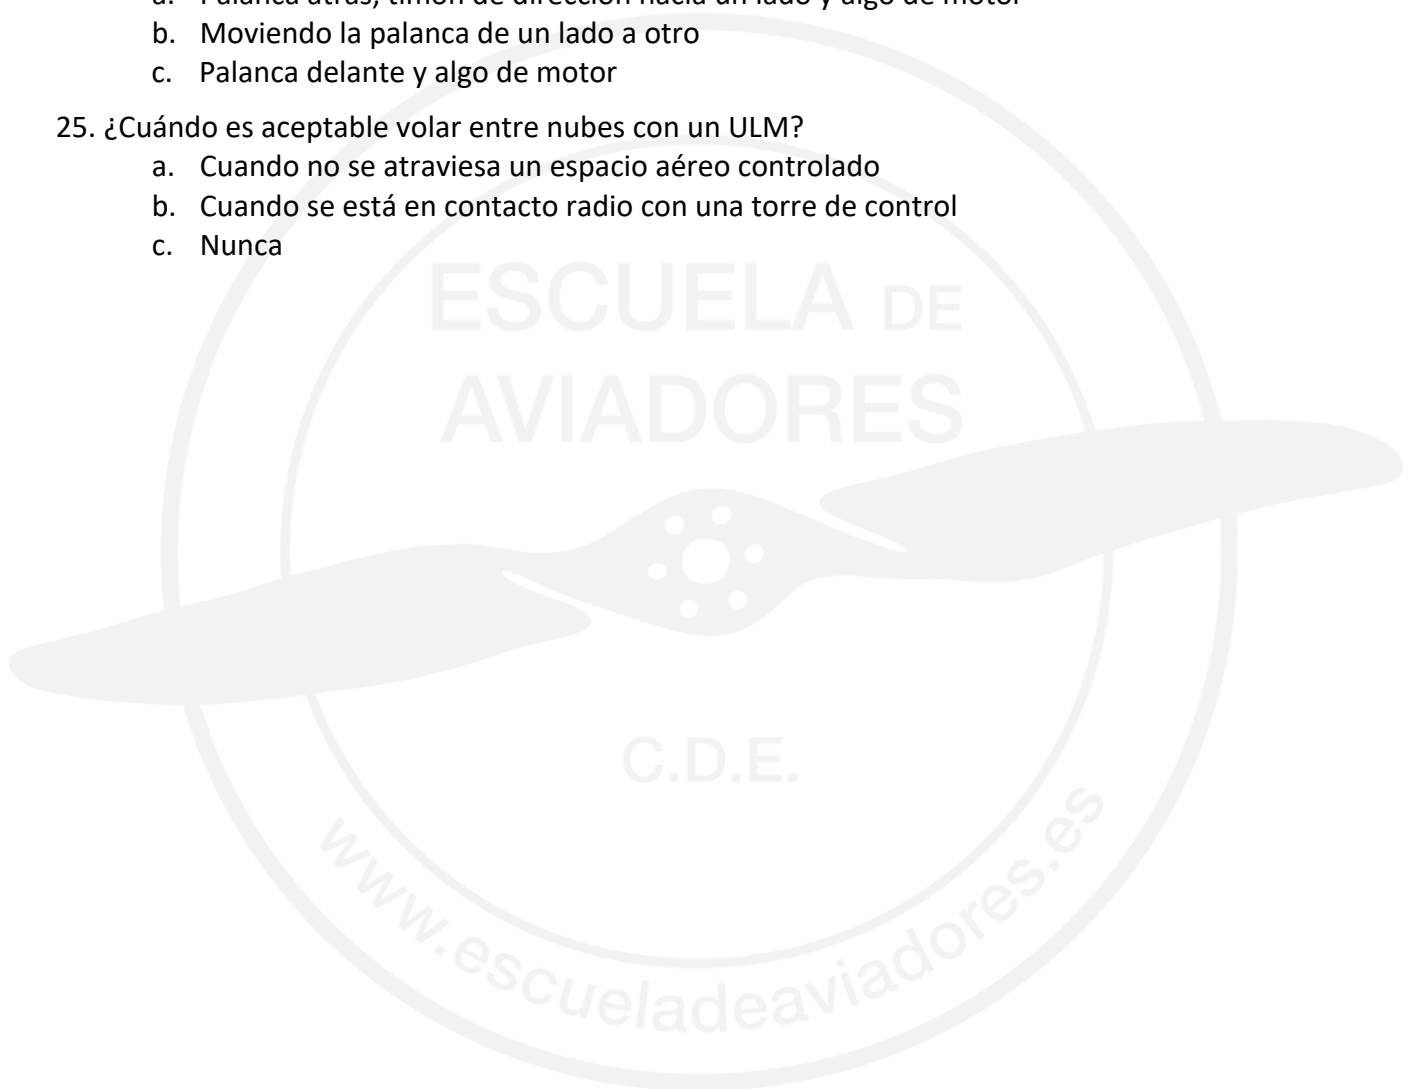 a. Palanca atrás, timón de dirección hacia un lado y algo de motor
b. Moviendo la palanca de un lado a otro
c. Palanca delante y algo de motor
25. ¿Cuándo es aceptable volar entre nubes con un ULM?
a. Cuando no se atraviesa un espacio aéreo controlado
b. Cuando se está en contacto radio con una torre de control
c. Nunca
ESCUELA DE
AVIADORES
C.D.E.
www.escueladeaviadores.es